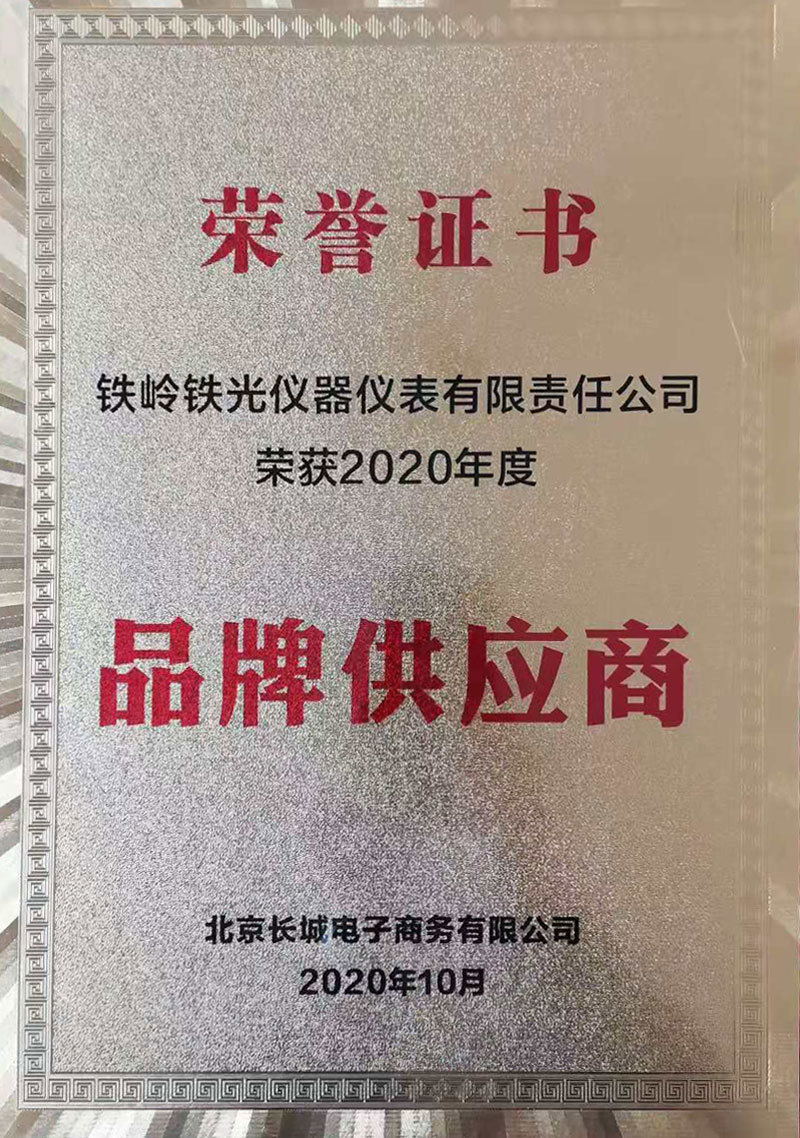 荣誉证书
铁岭铁光仪器仪表有限责任公司
荣获2020年度
品牌供应商
北京长城电子商务有限公司
2020年10月